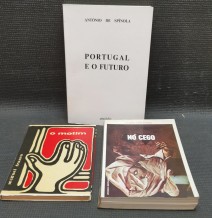 ANTÓNIO DE SPÍNOLA
PORTUGAL
E O FUTURO
o motim
NÓ CEGO